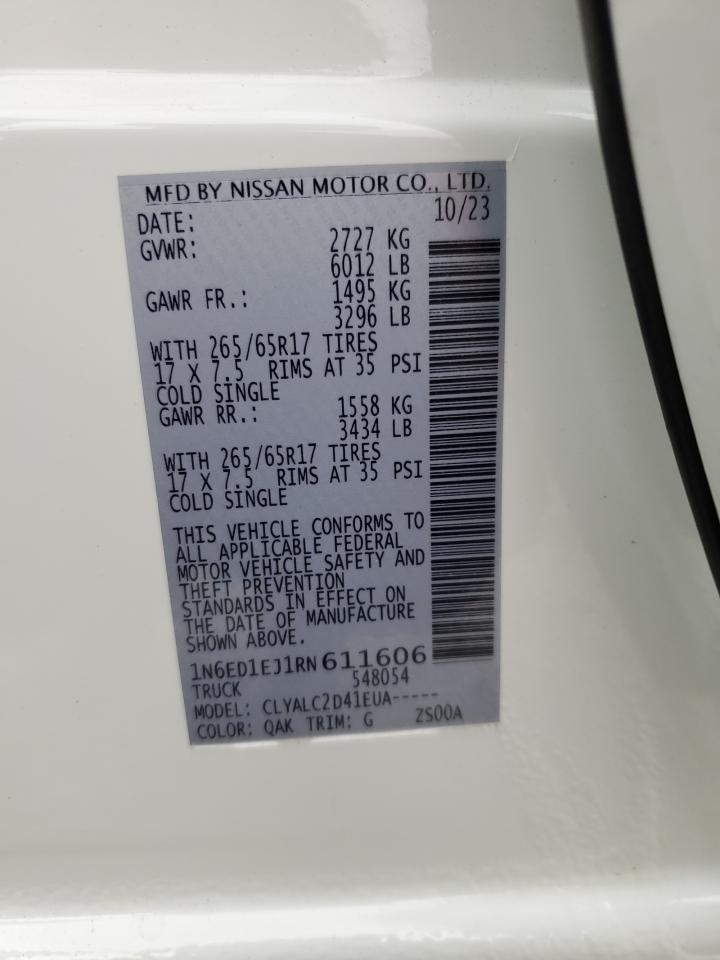 MFD BY NISSAN MOTOR CO., LTD.
DATE: 10/23
GVWR: 2727 KG
6012 LB
GAWR FR.: 1495 KG
3296 LB
WITH 265/65R17 TIRES
17 X 7.5 RIMS AT 35 PSI
COLD SINGLE
GAWR RR.: 1558 KG
3434 LB
WITH 265/65R17 TIRES
17 X 7.5 RIMS AT 35 PSI
COLD SINGLE
THIS VEHICLE CONFORMS TO
ALL APPLICABLE FEDERAL
MOTOR VEHICLE SAFETY AND
THEFT PREVENTION
STANDARDS IN EFFECT ON
THE DATE OF MANUFACTURE
SHOWN ABOVE.
1N6ED1EJ1RN611606
TRUCK 548054
MODEL: CLYALC2D41EUA-----
COLOR: QAK TRIM: G ZS00A